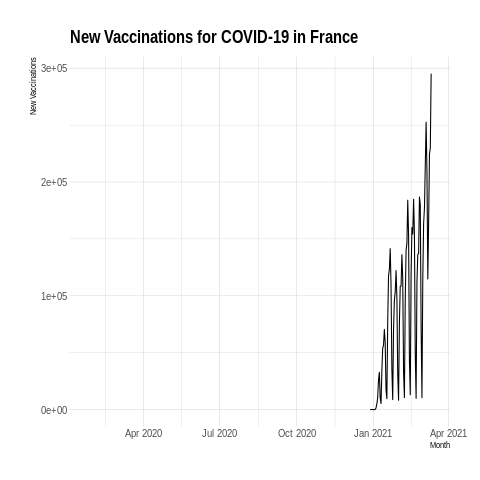 New Vaccinations for COVID-19 in France
New Vaccinations
3e+05
2e+05
1e+05
0e+00
Apr 2020 Jul 2020 Oct 2020 Jan 2021 Apr 2021
Month